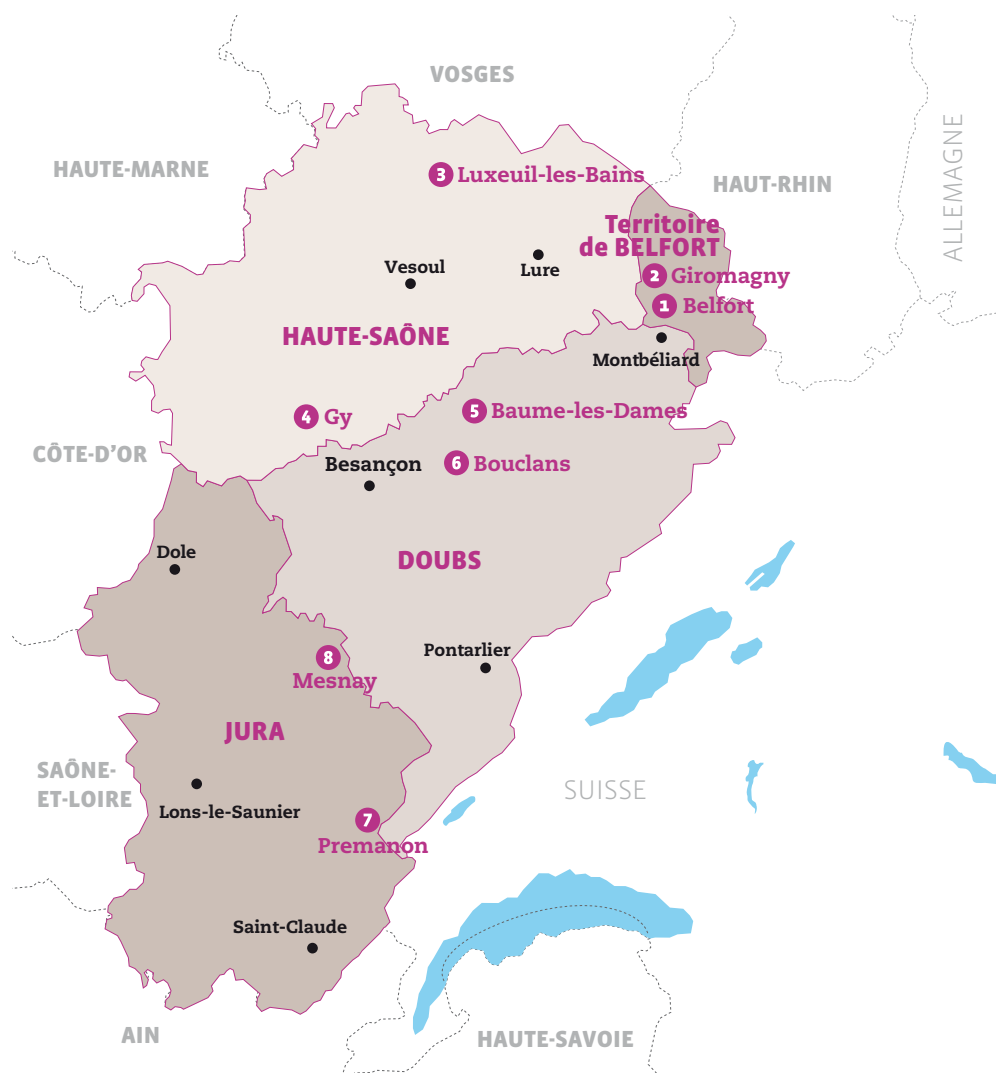 VOSGES
HAUTE-MARNE
3 Luxeuil-les-Bains
HAUT-RHIN
ALLEMAGNE
Territoire
de BELFORT
Vesoul
Lure
2 Giromagny
1 Belfort
HAUTE-SAÔNE
Montbéliard
4 Gy
5 Baume-les-Dames
CÔTE-D'OR
Besançon
6 Bouclans
Dole
DOUBS
Pontarlier
8
Mesnay
JURA
SAÔNE-
ET-LOIRE
SUISSE
Lons-le-Saunier
7
Premanon
Saint-Claude
AIN
HAUTE-SAVOIE